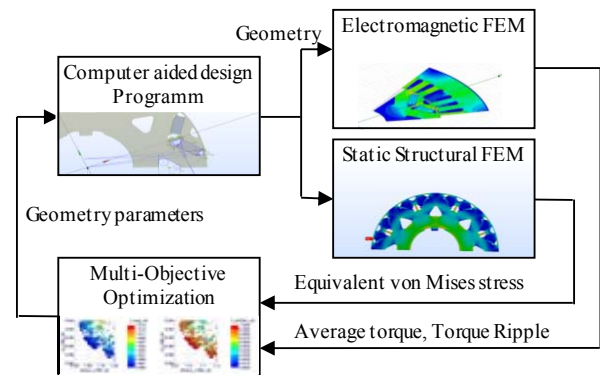 Geometry
Electromagnetic FEM
Computer aided design
Programm
Static Structural FEM
Geometry parameters
Multi-Objective
Optimization
Equivalent von Mises stress
Average torque, Torque Ripple